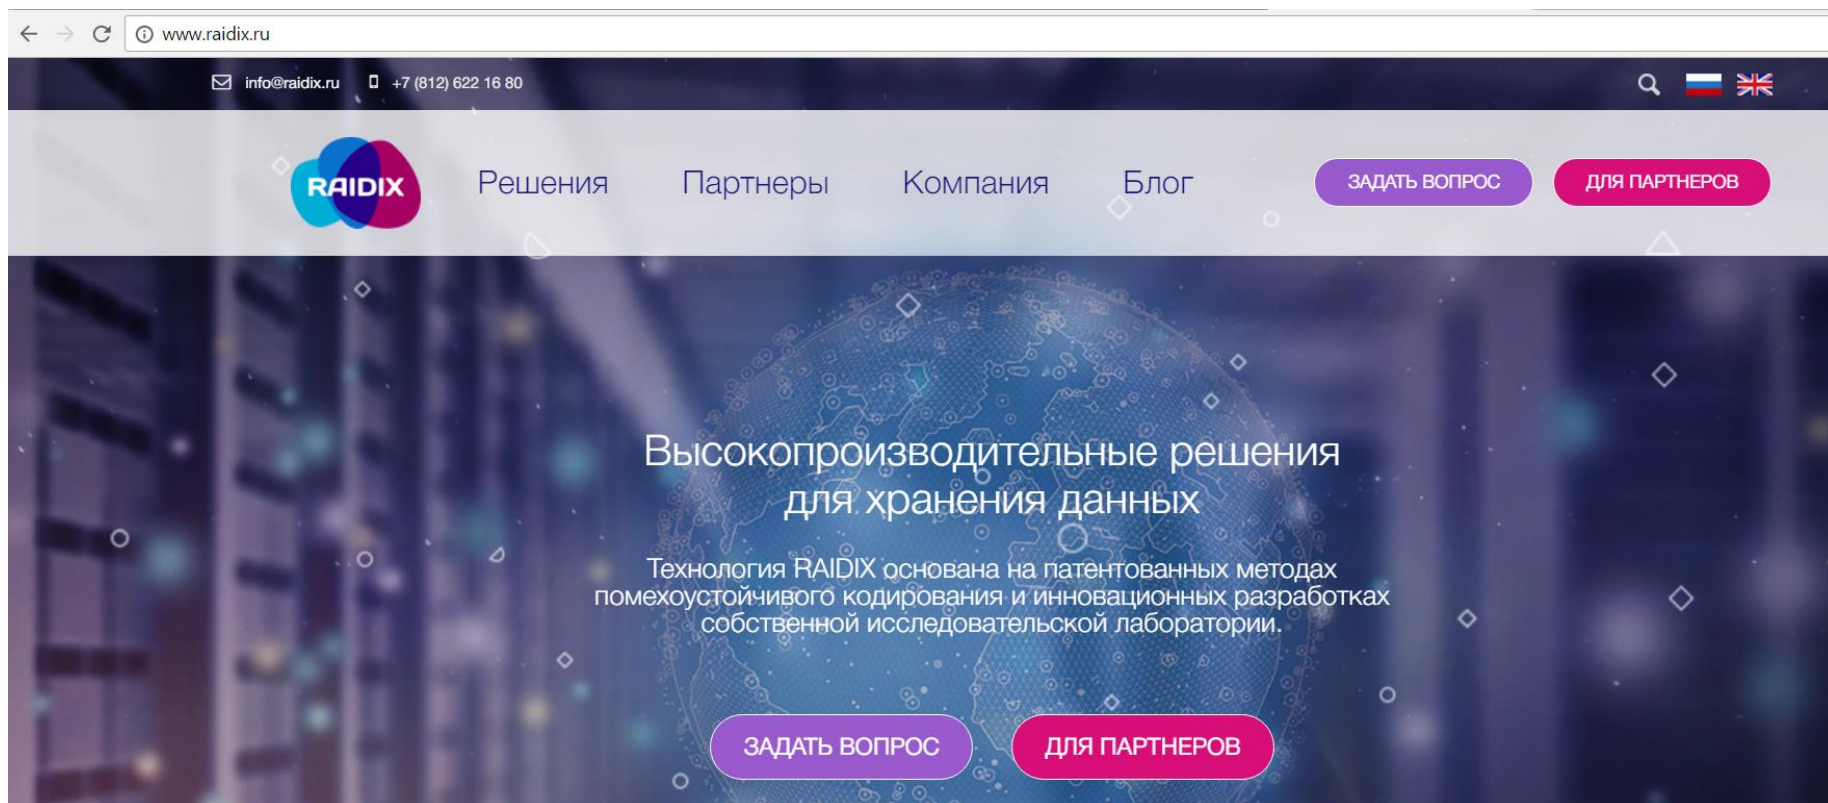 www.raidix.ru
info@raidix.ru +7 (812) 622 16 80
RAIDIX Решения Партнеры Компания Блог ЗАДАТЬ ВОПРОС ДЛЯ ПАРТНЕРОВ
Высокопроизводительные решения
для хранения данных
Технология RAIDIX основана на патентованных методах
помехоустойчивого кодирования и инновационных разработках
собственной исследовательской лаборатории.
ЗАДАТЬ ВОПРОС ДЛЯ ПАРТНЕРОВ